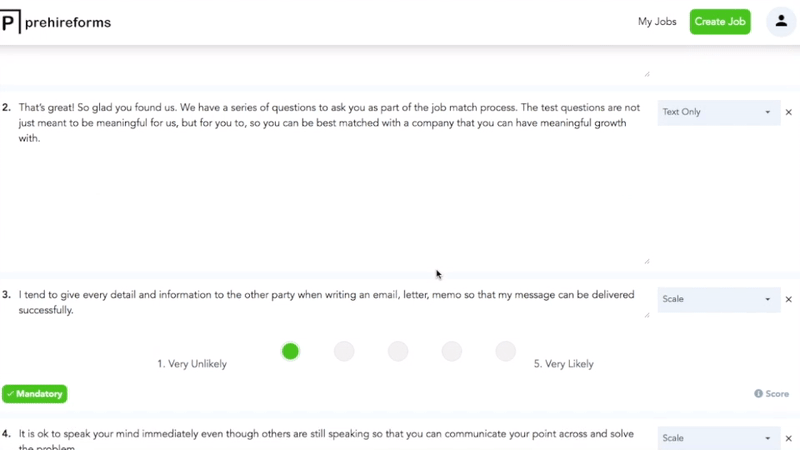 P prehireforms
My Jobs
Create Job
2. That's great! So glad you found us. We have a series of questions to ask you as part of the job match process. The test questions are not
just meant to be meaningful for us, but for you to, so you can be best matched with a company that you can have meaningful growth
with.
Text Only
×
3. I tend to give every detail and information to the other party when writing an email, letter, memo so that my message can be delivered
successfully.
Scale
×
1. Very Unlikely
5. Very Likely
Mandatory
Score
4. It is ok to speak your mind immediately even though others are still speaking so that you can communicate your point across and solve
the problem
Scale
×